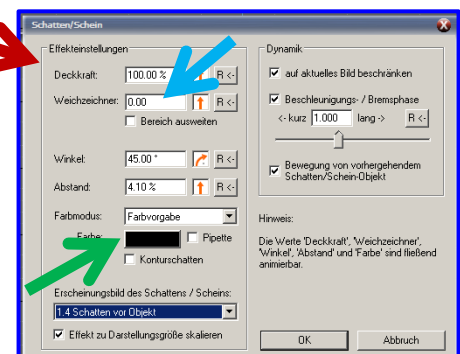 Schatten/Schein
Effekteinstellungen
Deckkraft: 100.00 % R <-
Weichzeichner: 0.00 R <-
Bereich ausweiten
Winkel: 45.00 ° R <-
Abstand: 4.10 % R <-
Farbmodus: Farbvorgabe
Farbe: Pipette
Konturschatten
Erscheinungsbild des Schattens / Scheins:
1.4 Schatten vor Objekt
Effekt zu Darstellungsgröße skalieren
Dynamik
auf aktuelles Bild beschränken
Beschleunigungs- / Bremsphase
<- kurz 1.000 lang -> R <-
Bewegung von vorhergehendem
Schatten/Schein-Objekt
Hinweis:
Die Werte 'Deckkraft', 'Weichzeichner',
'Winkel', 'Abstand' und 'Farbe' sind fließend
animierbar.
OK Abbruch